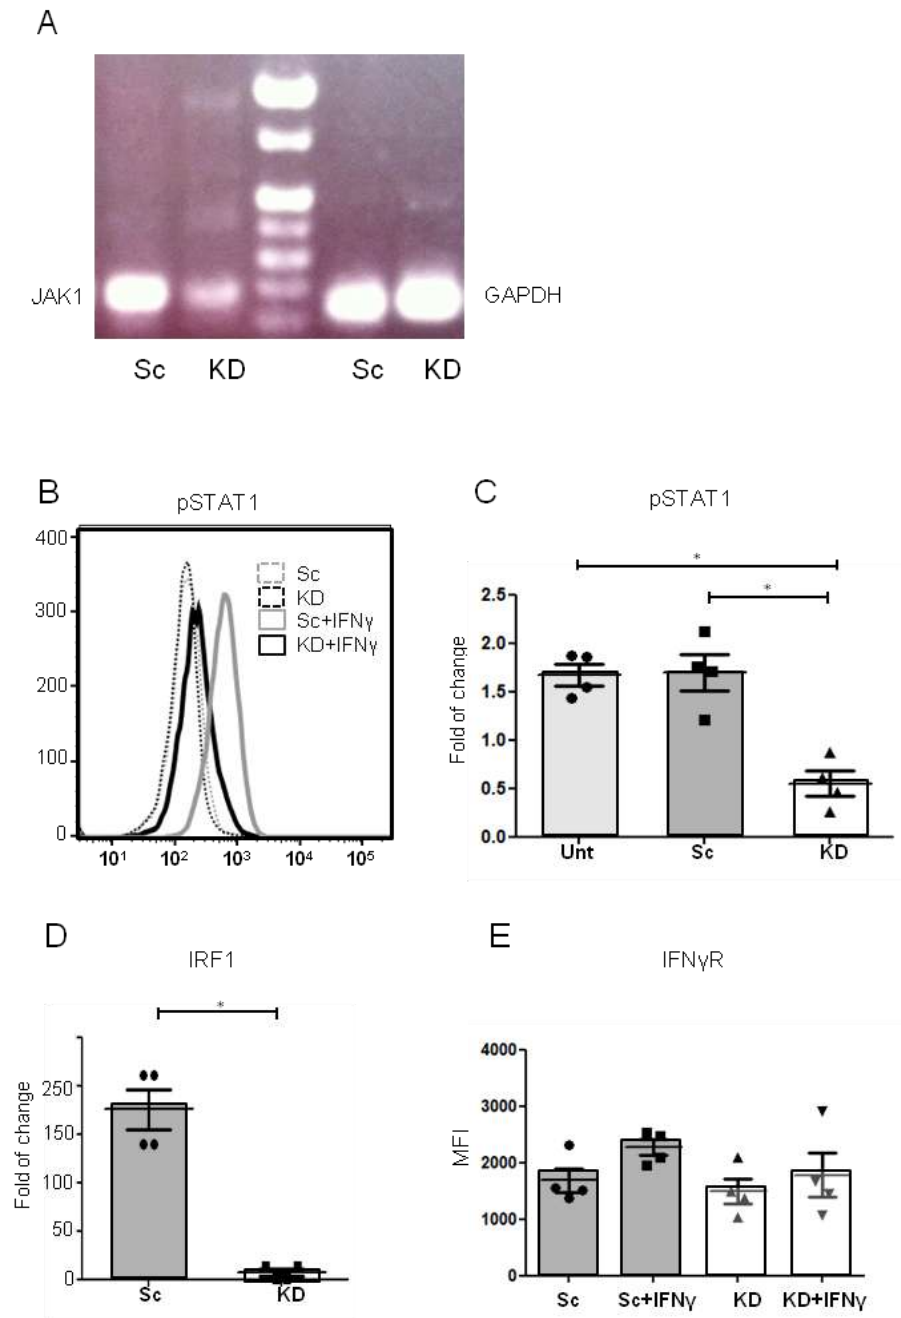 A
JAK1
GAPDH
Sc KD Sc KD
B
pSTAT1
400
300
200
100
0
Sc
KD
Sc+IFNγ
KD+IFNγ
10¹ 10² 10³ 10⁴ 10⁵
C
pSTAT1
*
*
Fold of change
2.5
2.0
1.5
1.0
0.5
0.0
Unt Sc KD
D
IRF1
*
Fold of change
250
150
100
50
0
Sc KD
E
IFNγR
MFI
4000
3000
2000
1000
0
Sc Sc+IFNγ KD KD+IFNγ